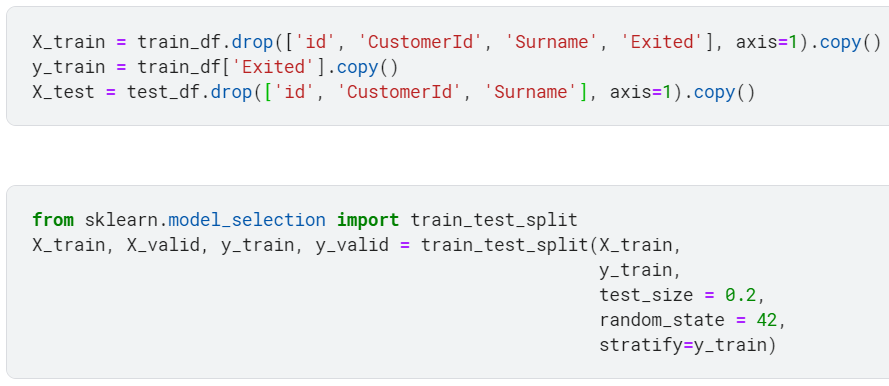 X_train = train_df.drop(['id', 'CustomerId', 'Surname', 'Exited'], axis=1).copy()
y_train = train_df['Exited'].copy()
X_test = test_df.drop(['id', 'CustomerId', 'Surname'], axis=1).copy()
from sklearn.model_selection import train_test_split
X_train, X_valid, y_train, y_valid = train_test_split(X_train,
y_train,
test_size = 0.2,
random_state = 42,
stratify=y_train)